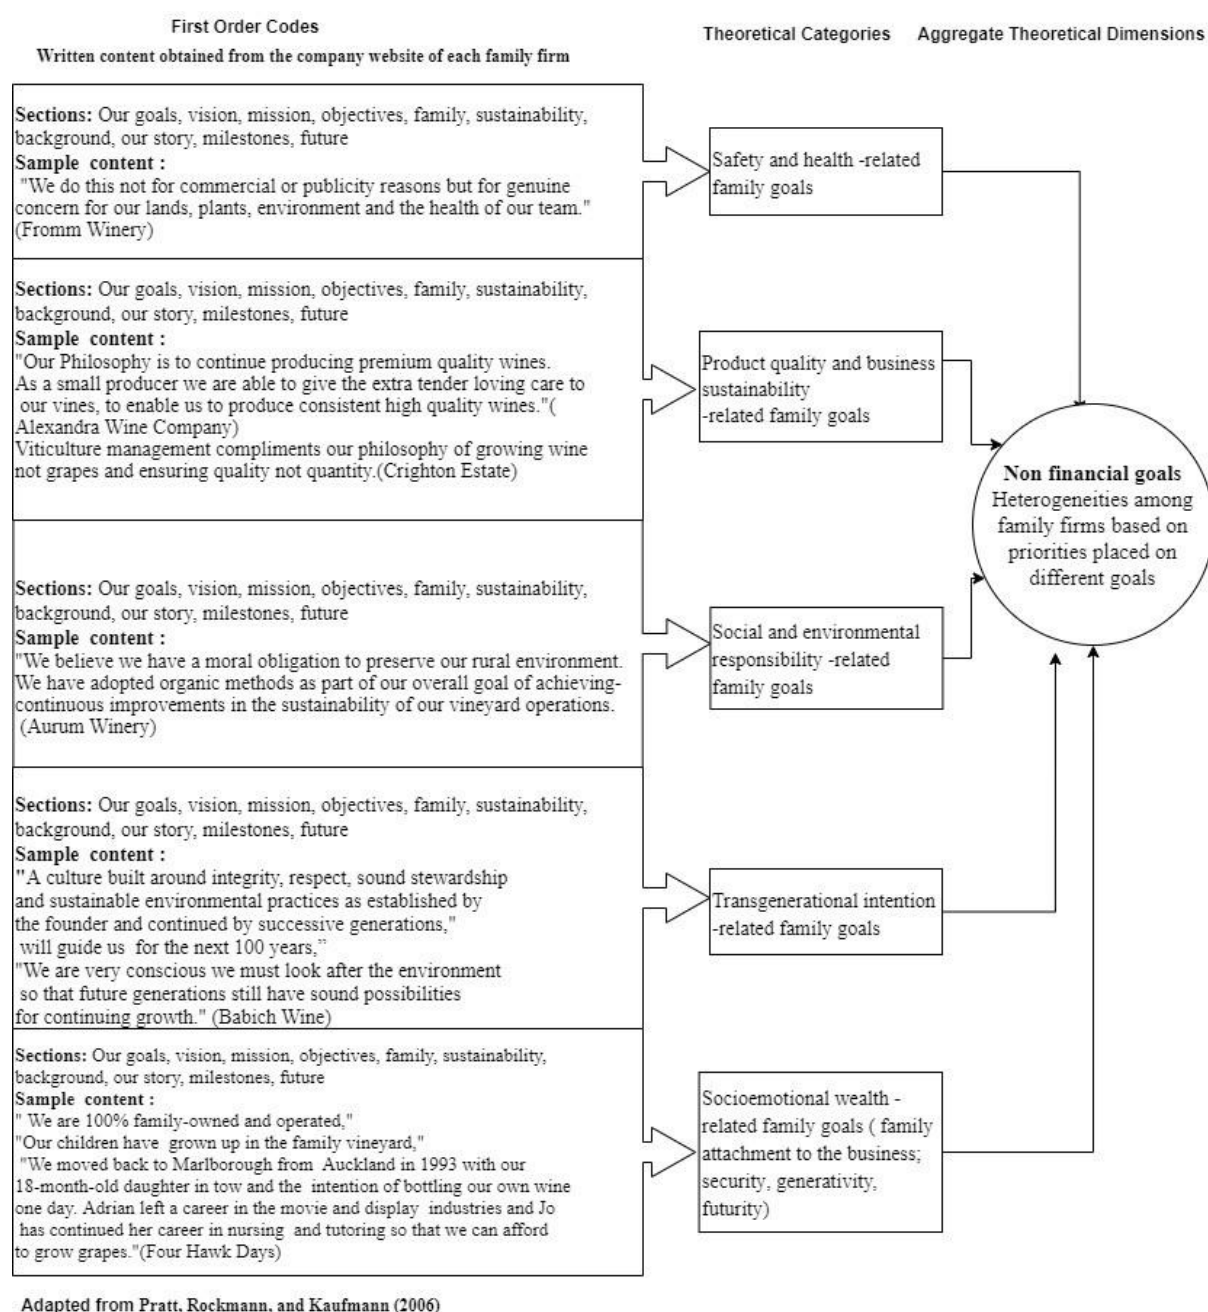 First Order Codes
Written content obtained from the company website of each family firm
Theoretical Categories
Aggregate Theoretical Dimensions
Sections: Our goals, vision, mission, objectives, family, sustainability,
background, our story, milestones, future
Sample content :
"We do this not for commercial or publicity reasons but for genuine
concern for our lands, plants, environment and the health of our team."
(Fromm Winery)
Safety and health -related
family goals
Sections: Our goals, vision, mission, objectives, family, sustainability,
background, our story, milestones, future
Sample content :
"Our Philosophy is to continue producing premium quality wines.
As a small producer we are able to give the extra tender loving care to
our vines, to enable us to produce consistent high quality wines."(
Alexandra Wine Company)
Viticulture management compliments our philosophy of growing wine
not grapes and ensuring quality not quantity.(Crighton Estate)
Product quality and business
sustainability
-related family goals
Non financial goals
Heterogeneities among
family firms based on
priorities placed on
different goals
Sections: Our goals, vision, mission, objectives, family, sustainability,
background, our story, milestones, future
Sample content :
"We believe we have a moral obligation to preserve our rural environment.
We have adopted organic methods as part of our overall goal of achieving-
continuous improvements in the sustainability of our vineyard operations.
(Aurum Winery)
Social and environmental
responsibility -related
family goals
Sections: Our goals, vision, mission, objectives, family, sustainability,
background, our story, milestones, future
Sample content :
"A culture built around integrity, respect, sound stewardship
and sustainable environmental practices as established by
the founder and continued by successive generations,"
will guide us for the next 100 years,"
"We are very conscious we must look after the environment
so that future generations still have sound possibilities
for continuing growth." (Babich Wine)
Transgenerational intention
-related family goals
Sections: Our goals, vision, mission, objectives, family, sustainability,
background, our story, milestones, future
Sample content :
" We are 100% family-owned and operated,"
"Our children have grown up in the family vineyard,"
"We moved back to Marlborough from Auckland in 1993 with our
18-month-old daughter in tow and the intention of bottling our own wine
one day. Adrian left a career in the movie and display industries and Jo
has continued her career in nursing and tutoring so that we can afford
to grow grapes."(Four Hawk Days)
Socioemotional wealth -
related family goals ( family
attachment to the business;
security, generativity,
futurity)
Adapted from Pratt, Rockmann, and Kaufmann (2006)